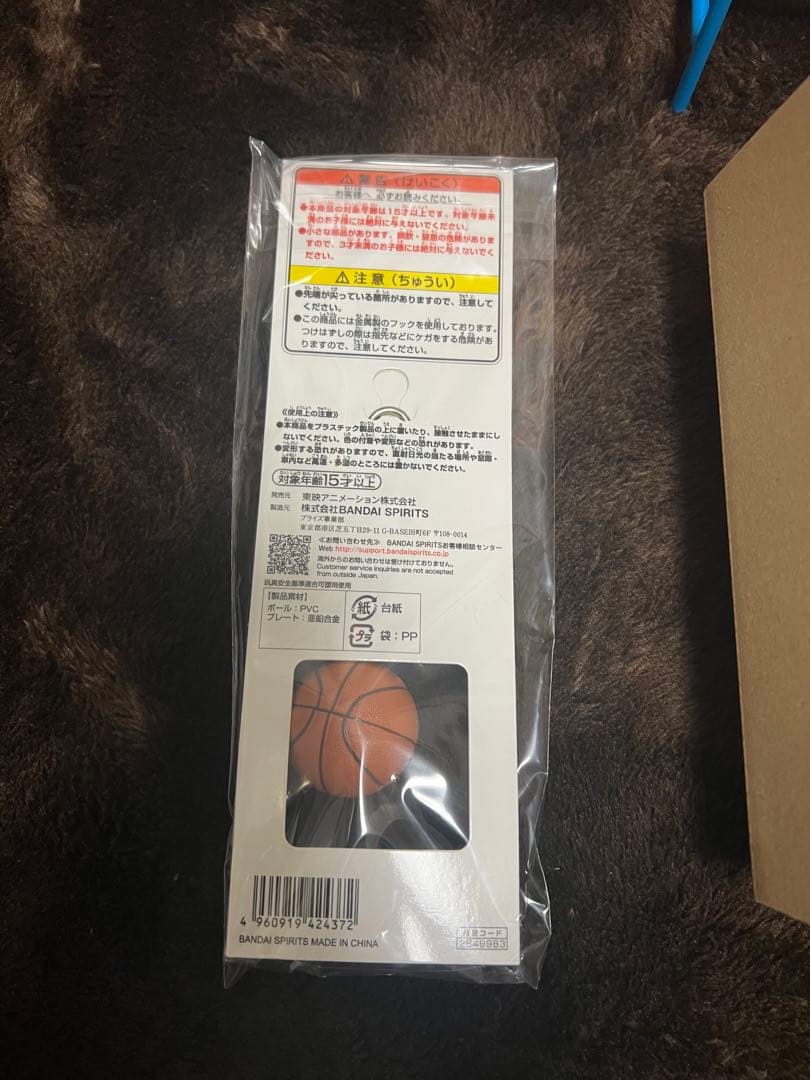 ⚠ 警告（けいこく）
お客様へ 必ずお読みください
●本商品の対象年齢は15才以上です。対象年齢未
満のお子様には絶対に与えないでください。
●小さな部品があります。誤飲・窒息の危険がありま
すので、3才未満のお子様には絶対に与えないでくだ
さい。
⚠ 注意（ちゅうい）
●先端が尖っている箇所がありますので、注意して
ください。
●この商品には金属製のフックを使用しております。
つけはずしの際は指先などにケガをする危険があ
りますので、注意してください。
《使用上の注意》
●本商品をプラスチック製品の上に置いたり、接触させたままにし
ないでください。色の付着や変形などの恐れがあります。
●変形する恐れがありますので、直射日光の当たる場所や
車内など高温・多湿のところには置かないでください。
対象年齢15才以上
発売元 東映アニメーション株式会社
製造元 株式会社BANDAI SPIRITS
プライズ事業部
東京都港区芝五丁目29-11 G-BASE田町6F 〒108-0014
≪お問い合わせ先≫ BANDAI SPIRITSお客様相談センター
Web http://support.bandaispirits.co.jp
海外からのお問い合わせは受け付けておりません。
Customer service inquiries are not accepted
from outside Japan.
玩具安全基準適合可塑剤使用
【製品素材】
ボール：PVC
プレート：亜鉛合金
紙 台紙
プラ 袋：PP
4 960919 424372
BANDAI SPIRITS MADE IN CHINA
付替コード
2649983